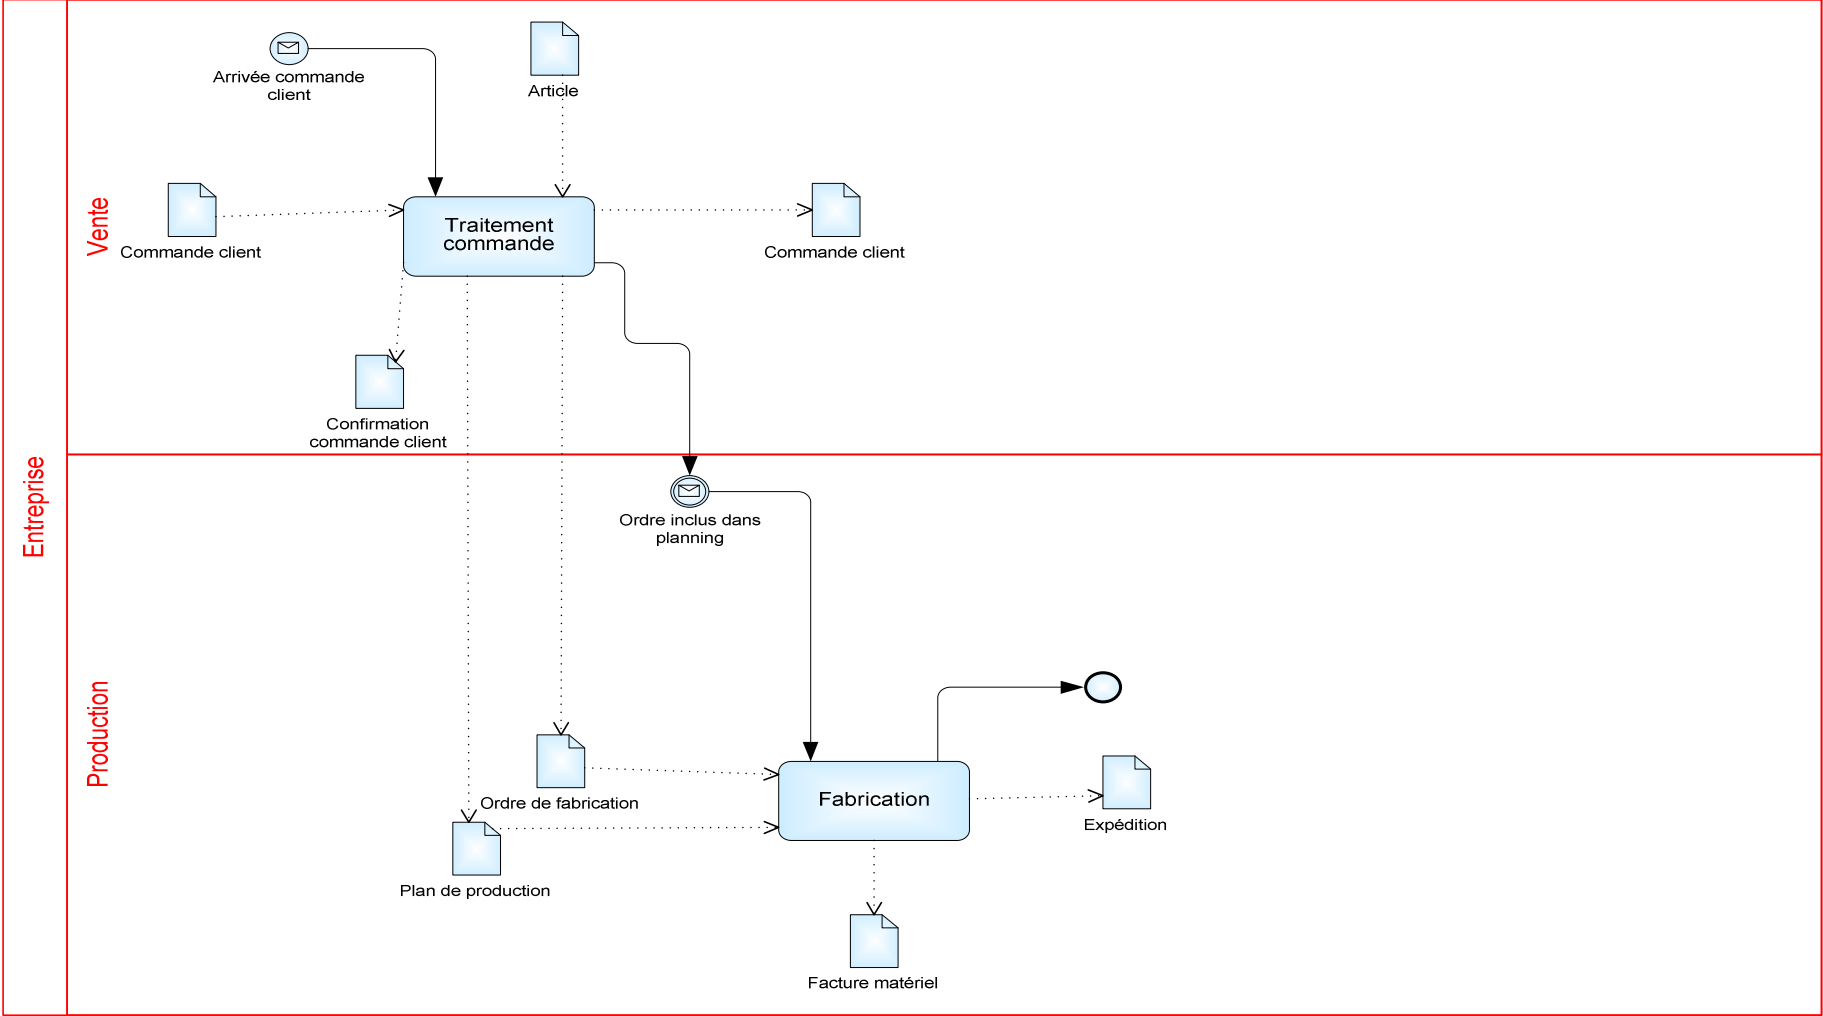 Entreprise
Vente
Arrivée commande
client
Article
Commande client
Traitement
commande
Commande client
Confirmation
commande client
Production
Ordre inclus dans
planning
Ordre de fabrication
Fabrication
Expédition
Plan de production
Facture matériel